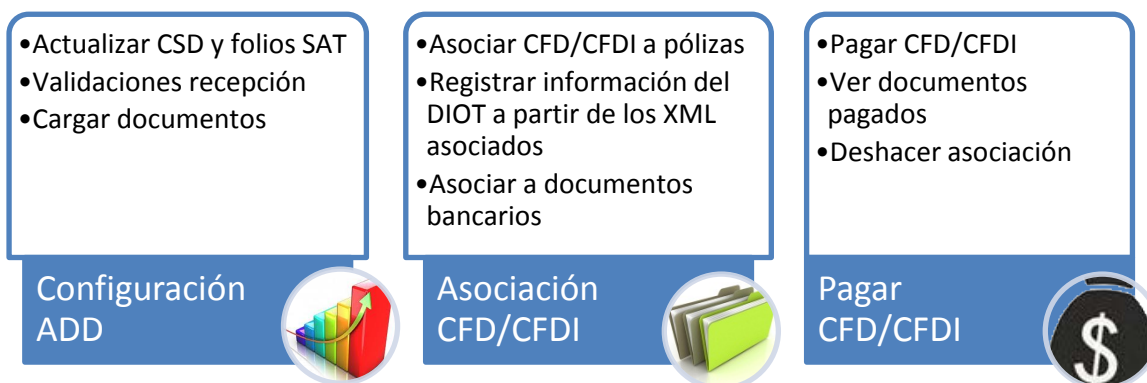 •Actualizar CSD y folios SAT
•Validaciones recepción
•Cargar documentos
Configuración
ADD
•Asociar CFD/CFDI a pólizas
•Registrar información del
DIOT a partir de los XML
asociados
•Asociar a documentos
bancarios
Asociación
CFD/CFDI
•Pagar CFD/CFDI
•Ver documentos
pagados
•Deshacer asociación
Pagar
CFD/CFDI
$